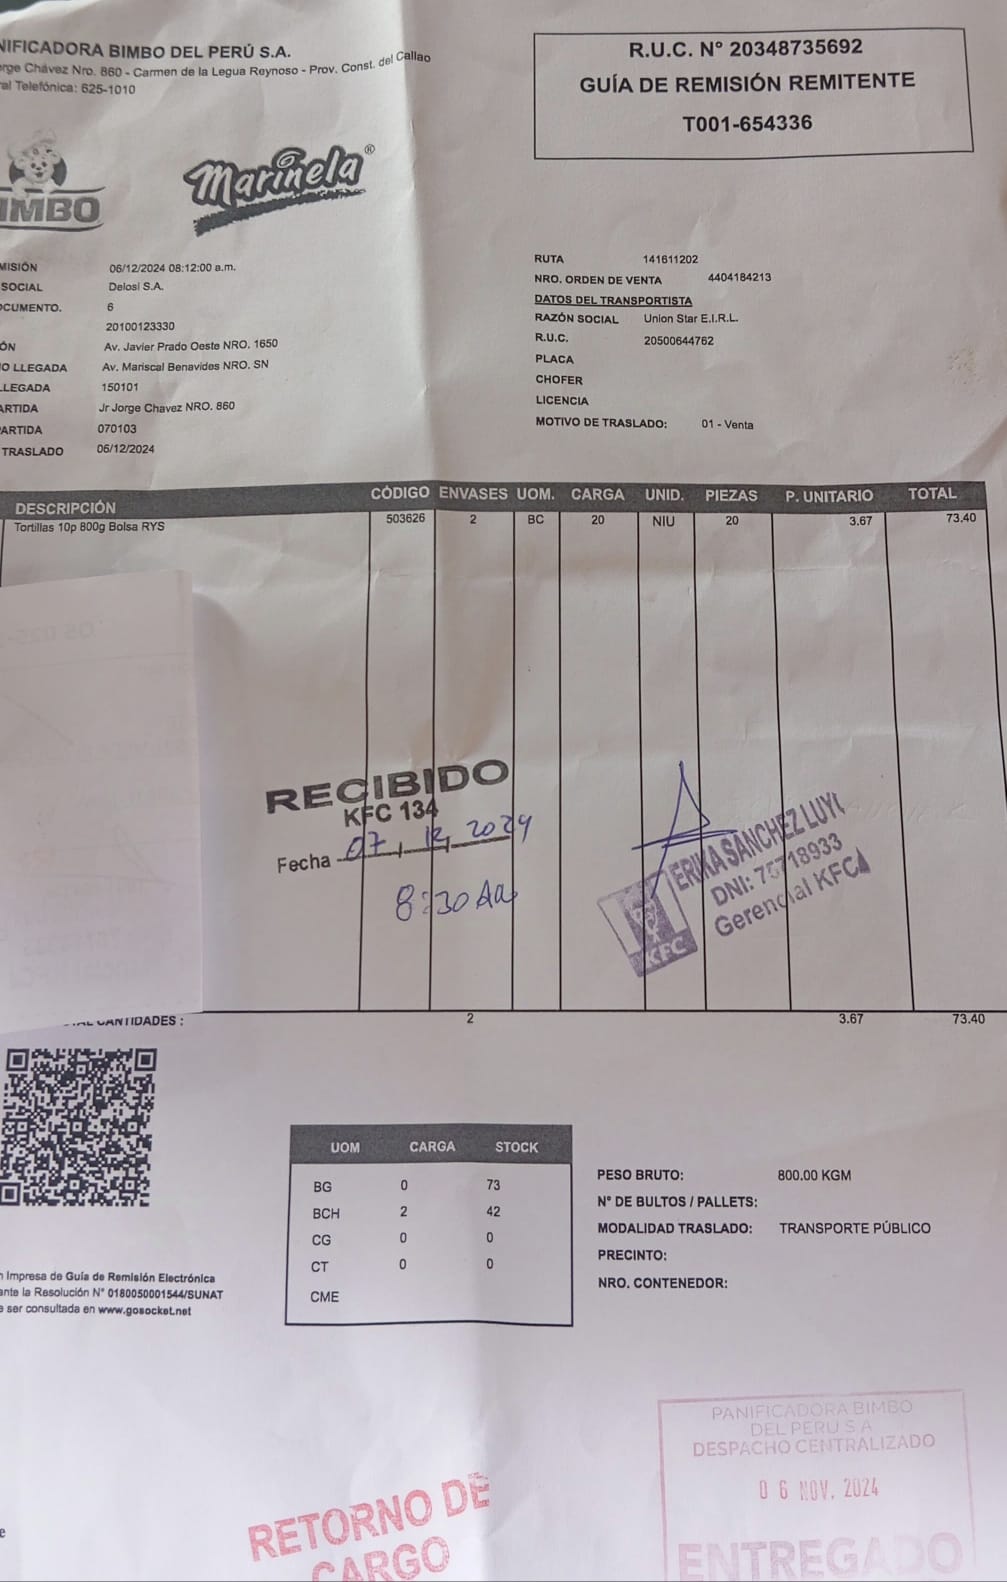 NIFICADORA BIMBO DEL PERÚ S.A.
orge Chávez Nro. 860 - Carmen de la Legua Reynoso - Prov. Const. del Callao
ral Telefónica: 625-1010
R.U.C. N° 20348735692
GUÍA DE REMISIÓN REMITENTE
T001-654336
IMBO
Marinela®
MISIÓN 06/12/2024 08:12:00 a.m.
SOCIAL Delosi S.A.
OCUMENTO. 6
20100123330
ÓN Av. Javier Prado Oeste NRO. 1650
O LLEGADA Av. Mariscal Benavides NRO. SN
LLEGADA 150101
ARTIDA Jr Jorge Chavez NRO. 860
ARTIDA 070103
TRASLADO 06/12/2024
RUTA 141611202
NRO. ORDEN DE VENTA 4404184213
DATOS DEL TRANSPORTISTA
RAZÓN SOCIAL Union Star E.I.R.L.
R.U.C. 20500644762
PLACA
CHOFER
LICENCIA
MOTIVO DE TRASLADO: 01 - Venta
DESCRIPCIÓN CÓDIGO ENVASES UOM. CARGA UNID. PIEZAS P. UNITARIO TOTAL
Tortillas 10p 800g Bolsa RYS 503626 2 BC 20 NIU 20 3.67 73.40
RECIBIDO
KFC 134
Fecha 07, 12, 2024
8:30 Aa
ERIKA SANCHEZ LUYO
DNI: 75718933
Gerencial KFC
KFC
CANTIDADES : 2 3.67 73.40
UOM CARGA STOCK
BG 0 73
BCH 2 42
CG 0 0
CT 0 0
CME
PESO BRUTO: 800.00 KGM
N° DE BULTOS / PALLETS:
MODALIDAD TRASLADO: TRANSPORTE PÚBLICO
PRECINTO:
NRO. CONTENEDOR:
n Impresa de Guía de Remisión Electrónica
ante la Resolución N° 0180050001544/SUNAT
e ser consultada en www.gosocket.net
PANIFICADORA BIMBO
DEL PERU S A
DESPACHO CENTRALIZADO
06 NOV. 2024
ENTREGADO
RETORNO DE
CARGO
e